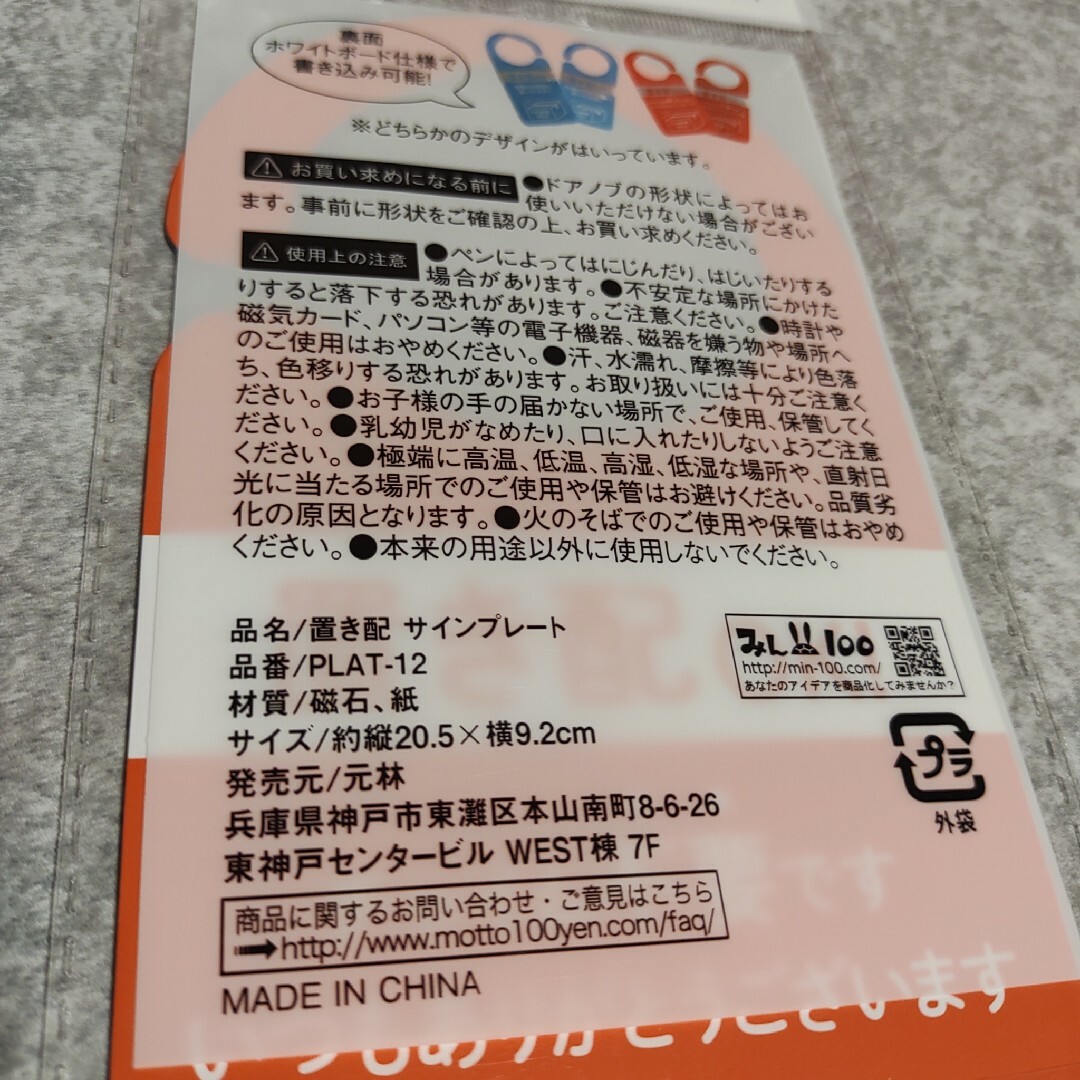 裏面
ホワイトボード仕様で
書き込み可能!
※どちらかのデザインがはいっています。
お買い求めになる前に ●ドアノブの形状によってはお
使いいただけない場合がござい
ます。事前に形状をご確認の上、お買い求めください。
使用上の注意 ●ペンによってはにじんだり、はじいたりする
場合があります。●不安定な場所にかけた
りすると落下する恐れがあります。ご注意ください。●時計や
磁気カード、パソコン等の電子機器、磁器を嫌う物や場所へ
のご使用はおやめください。●汗、水濡れ、摩擦等により色落
ち、色移りする恐れがあります。お取り扱いには十分ご注意く
ださい。●お子様の手の届かない場所で、ご使用、保管してく
ださい。●乳幼児がなめたり、口に入れたりしないようご注意
ください。●極端に高温、低温、高湿、低湿な場所や、直射日
光に当たる場所でのご使用や保管はお避けください。品質劣
化の原因となります。●火のそばでのご使用や保管はおやめ
ください。●本来の用途以外に使用しないでください。
品名/置き配 サインプレート
品番/PLAT-12
材質/磁石、紙
サイズ/約縦20.5×横9.2cm
発売元/元林
兵庫県神戸市東灘区本山南町8-6-26
東神戸センタービル WEST棟 7F
商品に関するお問い合わせ・ご意見はこちら
➡http://www.motto100yen.com/faq/
MADE IN CHINA
みん100
http://min-100.com/
あなたのアイデアを商品化してみませんか?
プラ
外袋
です
いつもありがとうございます